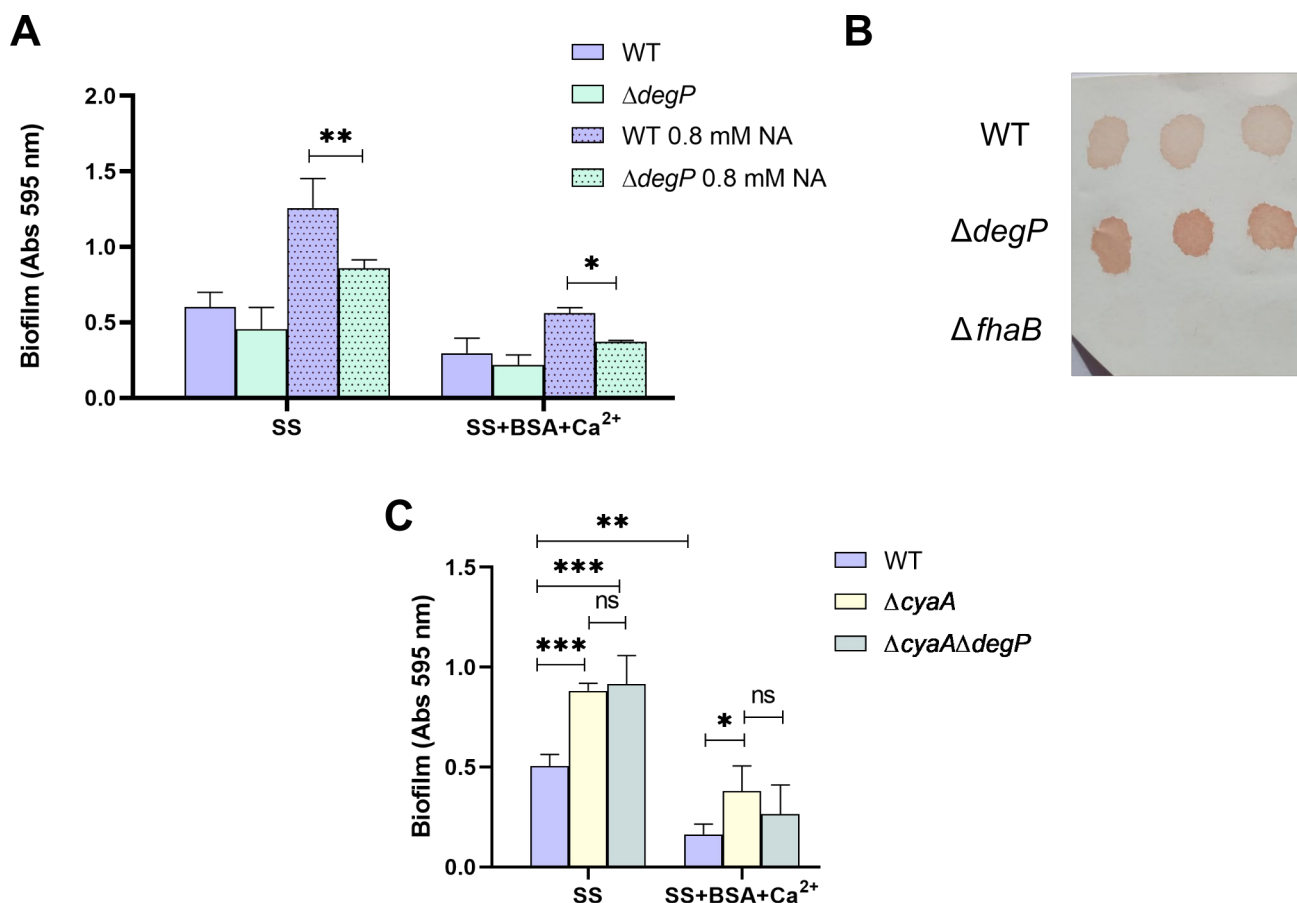 A
WT
ΔdegP
WT 0.8 mM NA
ΔdegP 0.8 mM NA
Biofilm (Abs 595 nm)
2.0
1.5
1.0
0.5
0.0
**
*
SS
SS+BSA+Ca²⁺
B
WT
ΔdegP
ΔfhaB
C
WT
ΔcyaA
ΔcyaAΔdegP
Biofilm (Abs 595 nm)
1.5
1.0
0.5
0.0
**
***
ns
***
ns
*
SS
SS+BSA+Ca²⁺